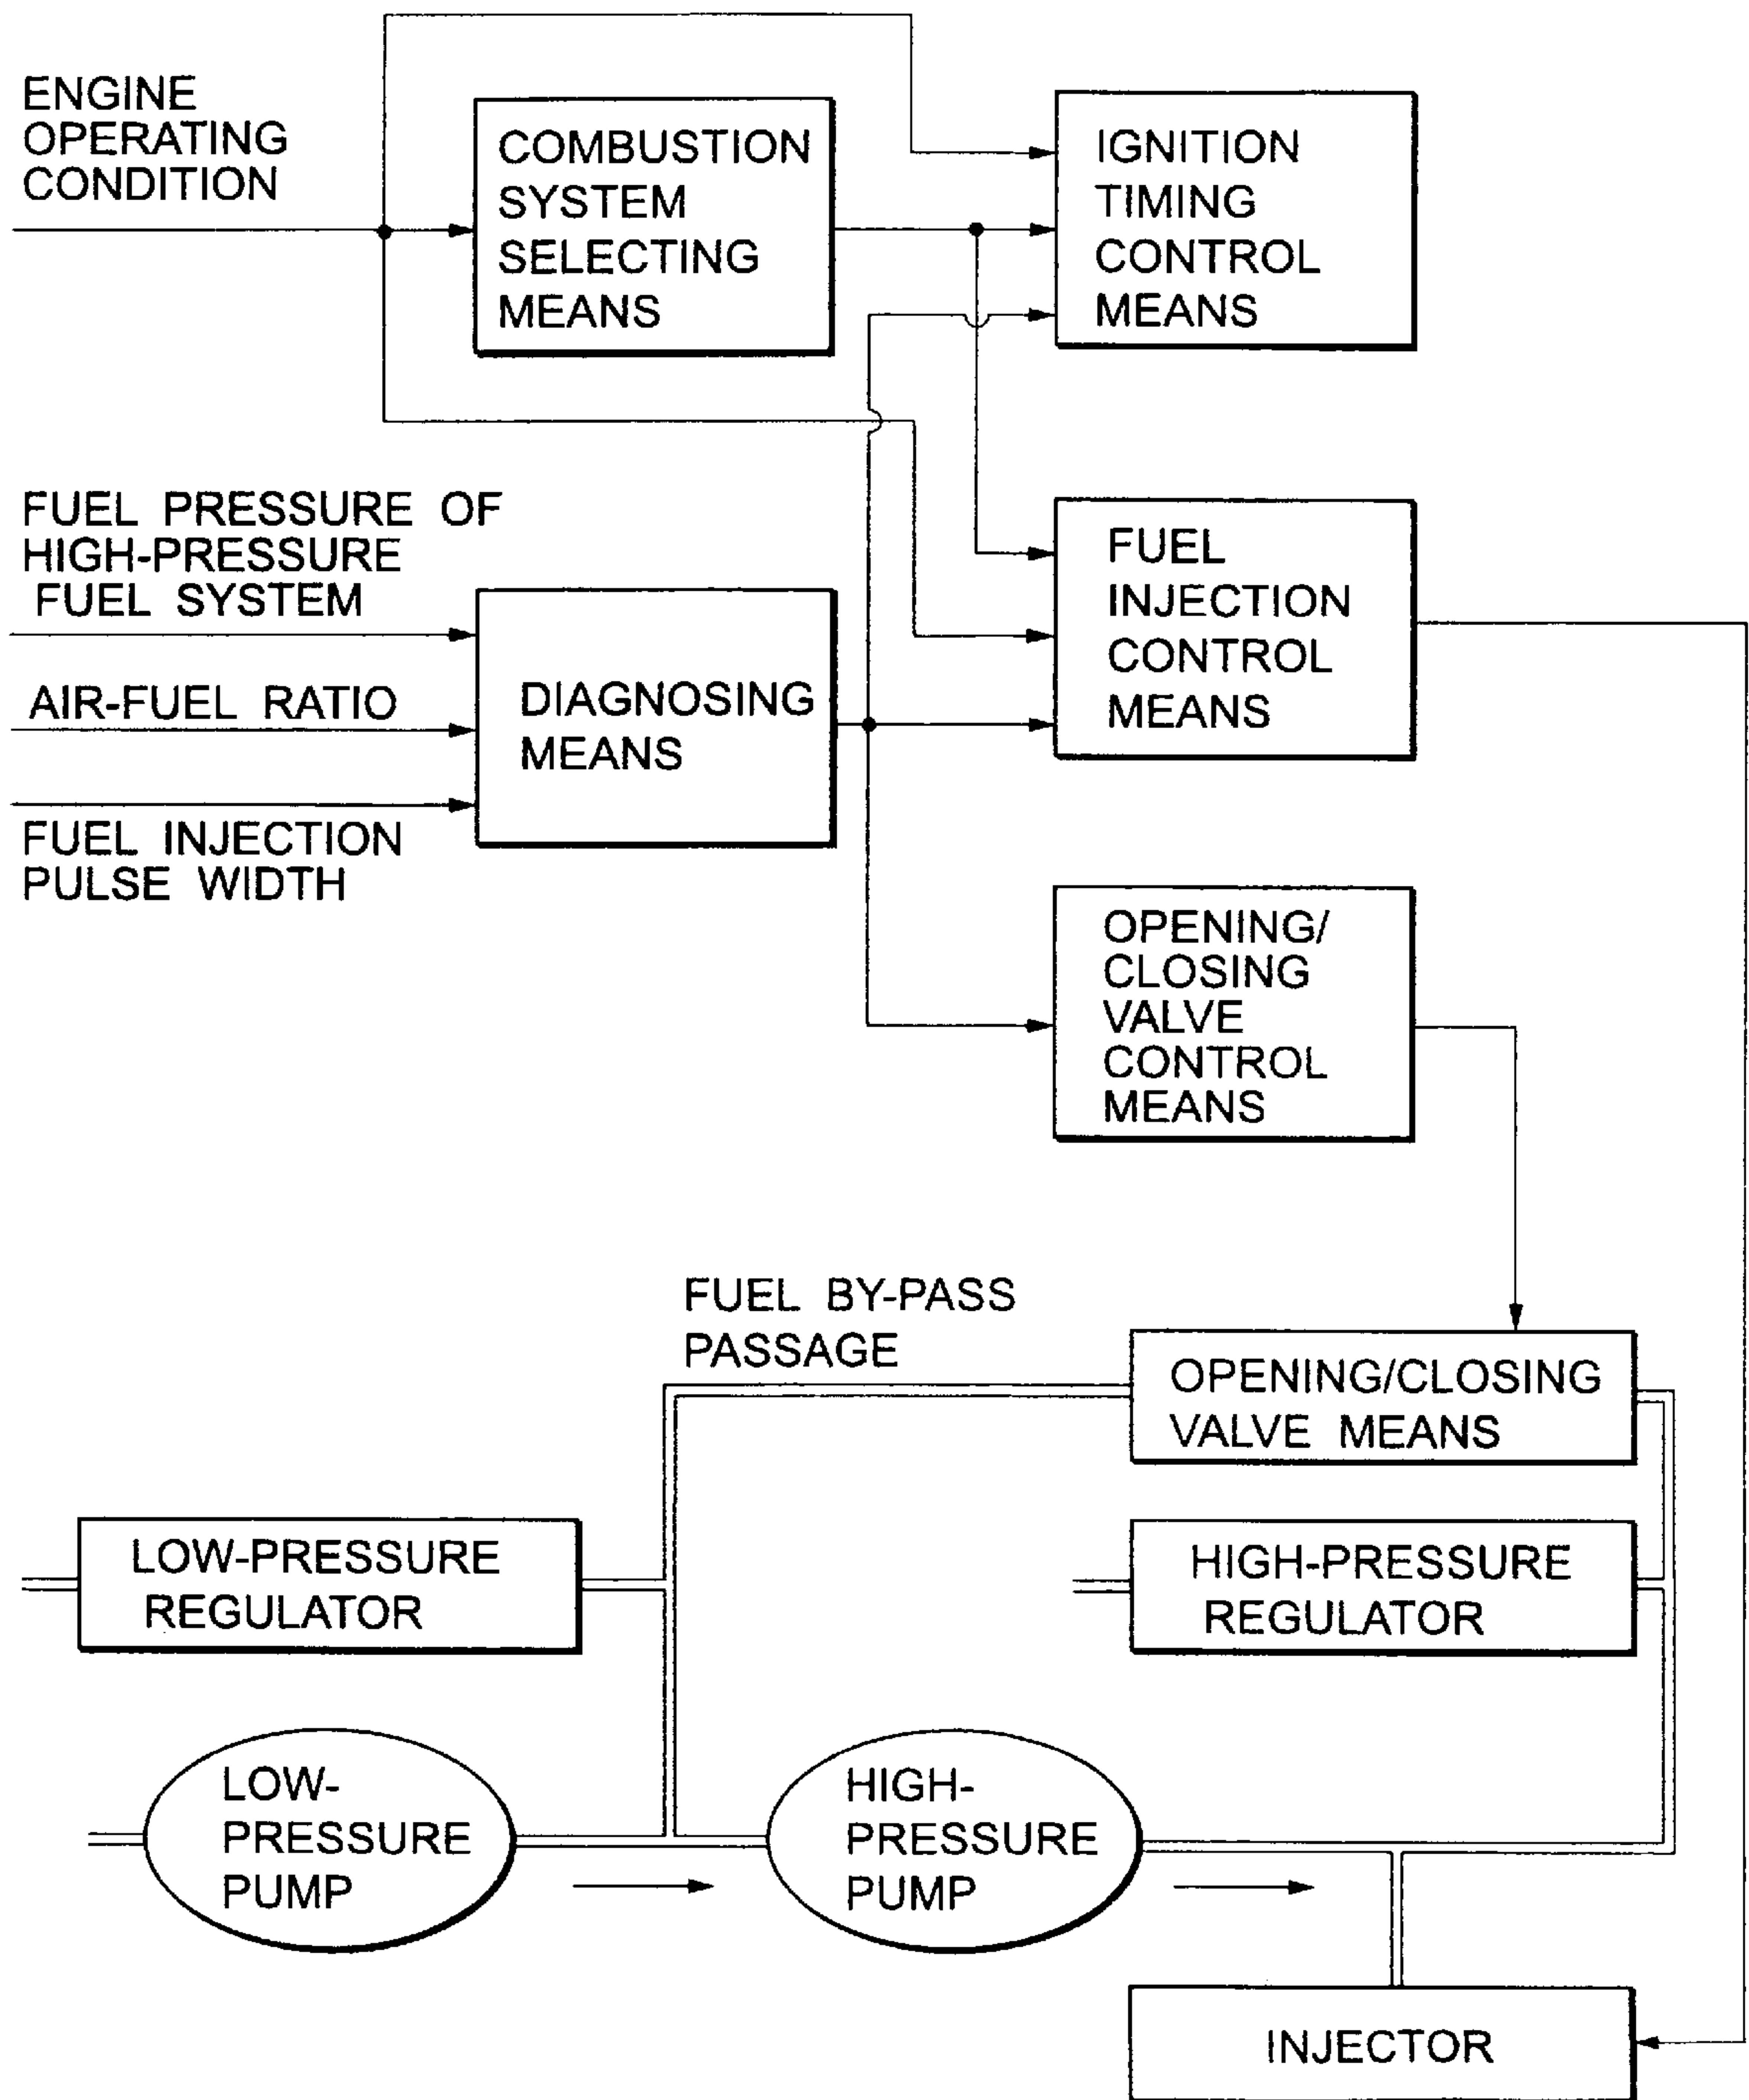 ENGINE
OPERATING
CONDITION
COMBUSTION
SYSTEM
SELECTING
MEANS
IGNITION
TIMING
CONTROL
MEANS
FUEL PRESSURE OF
HIGH-PRESSURE
FUEL SYSTEM
AIR-FUEL RATIO
FUEL INJECTION
PULSE WIDTH
DIAGNOSING
MEANS
FUEL
INJECTION
CONTROL
MEANS
OPENING/
CLOSING
VALVE
CONTROL
MEANS
FUEL BY-PASS
PASSAGE
OPENING/CLOSING
VALVE MEANS
LOW-PRESSURE
REGULATOR
HIGH-PRESSURE
REGULATOR
LOW-
PRESSURE
PUMP
HIGH-
PRESSURE
PUMP
INJECTOR